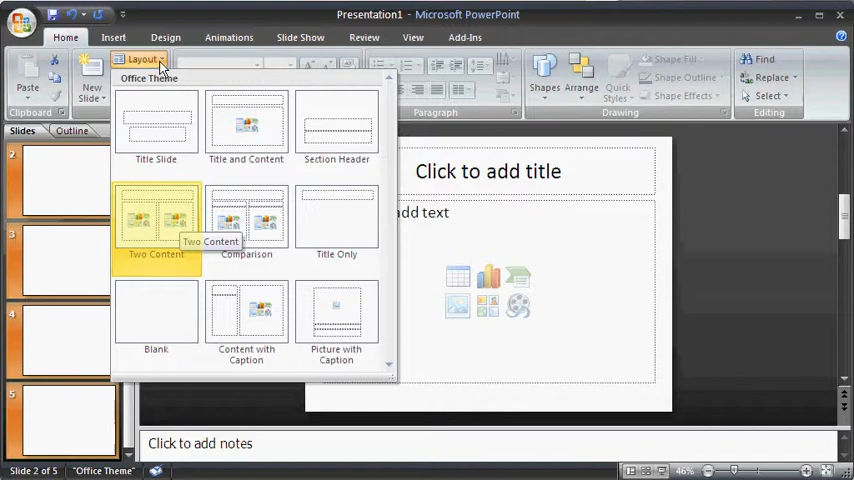 Presentation1 - Microsoft PowerPoint
Home Insert Design Animations Slide Show Review View Add-Ins
Layout
Paste
New
Slide
Clipboard
Shapes Arrange Quick
Styles
Shape Fill
Shape Outline
Shape Effects
Find
Replace
Select
Paragraph Drawing Editing
Slides Outline
Office Theme
Title Slide Title and Content Section Header
Two Content Comparison Title Only
Two Content
Blank Content with
Caption Picture with
Caption
2
3
4
5
Click to add title
add text
Click to add notes
Slide 2 of 5 "Office Theme" 46%